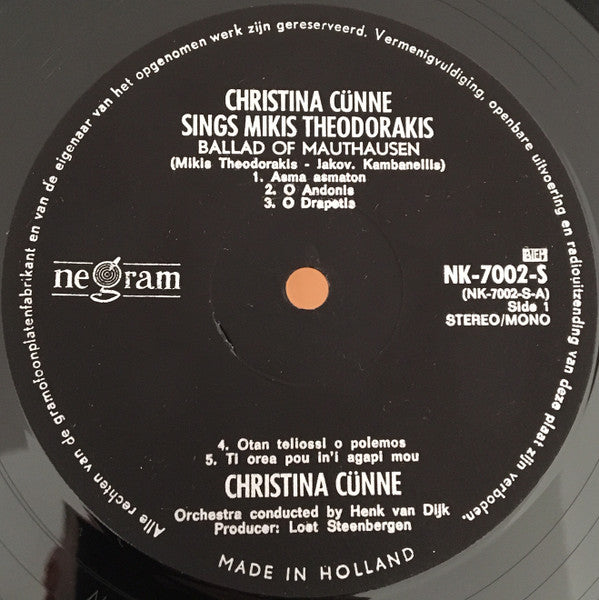 Alle rechten van de gramofoonplatenfabrikant en van de eigenaar van het opgenomen werk zijn gereserveerd. Vermenigvuldiging, openbare uitvoering en radiouitzending van deze plaat zijn verboden.
CHRISTINA CÜNNE
SINGS MIKIS THEODORAKIS
BALLAD OF MAUTHAUSEN
(Mikis Theodorakis - Jakov. Kambanellis)
1. Asma asmaton
2. O Andonis
3. O Drapetis
negram
BIEM
NK-7002-S
(NK-7002-S-A)
Side 1
STEREO/MONO
4. Otan teliossi o polemos
5. Ti orea pou in'i agapi mou
CHRISTINA CÜNNE
Orchestra conducted by Henk van Dijk
Producer: Loet Steenbergen
MADE IN HOLLAND